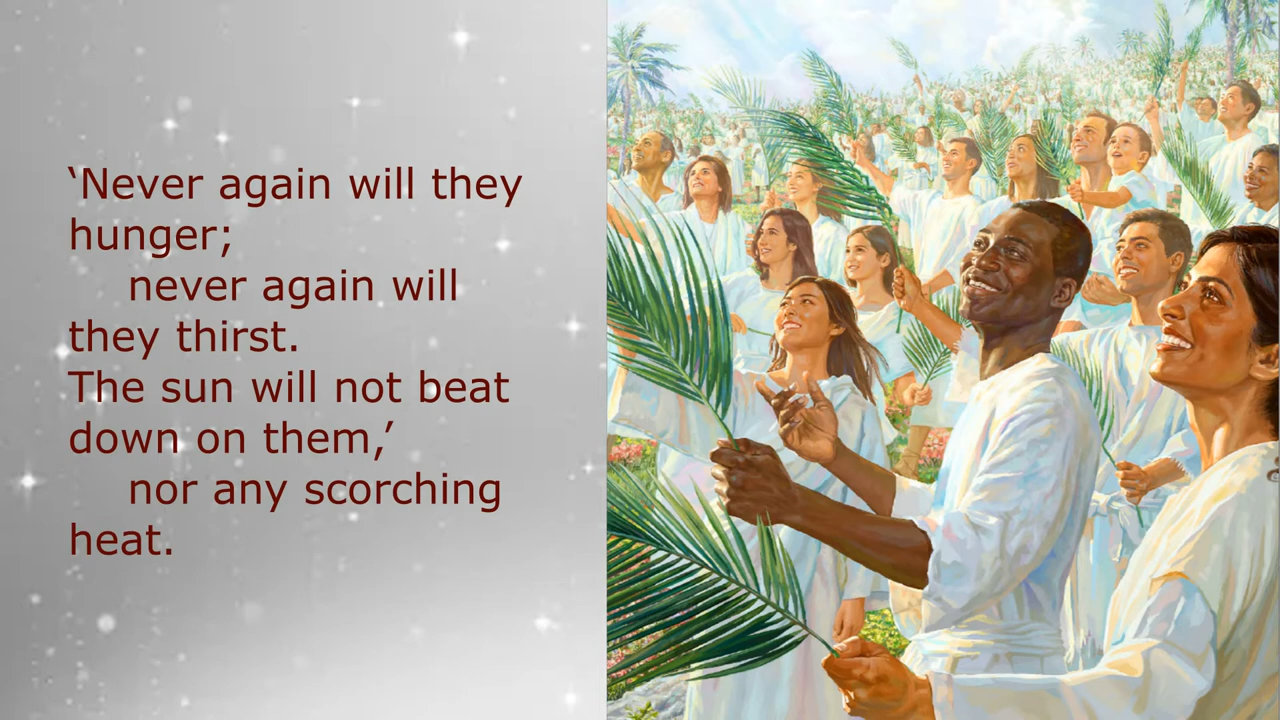 ‘Never again will they
hunger;
never again will
they thirst.
The sun will not beat
down on them,’
nor any scorching
heat.